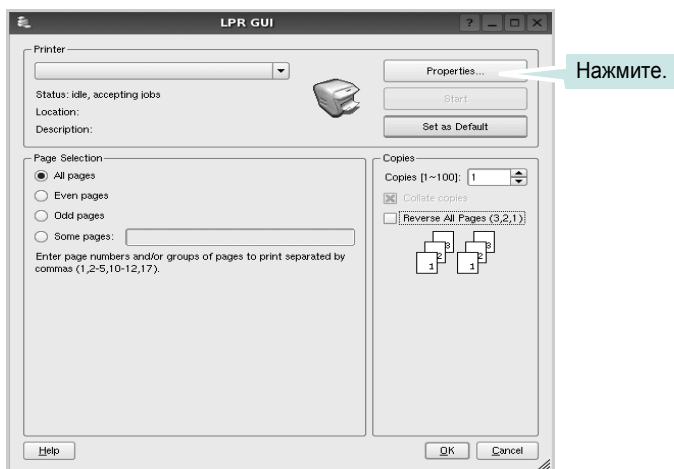 LPR GUI
Printer
Properties...
Нажмите.
Status: idle, accepting jobs
Start
Location:
Description:
Set as Default
Page Selection
All pages
Even pages
Odd pages
Some pages:
Enter page numbers and/or groups of pages to print separated by
commas (1,2-5,10-12,17).
Copies
Copies [1~100]: 1
Collate copies
Reverse All Pages (3,2,1)
3 3
2 2
1 1
Help
OK
Cancel